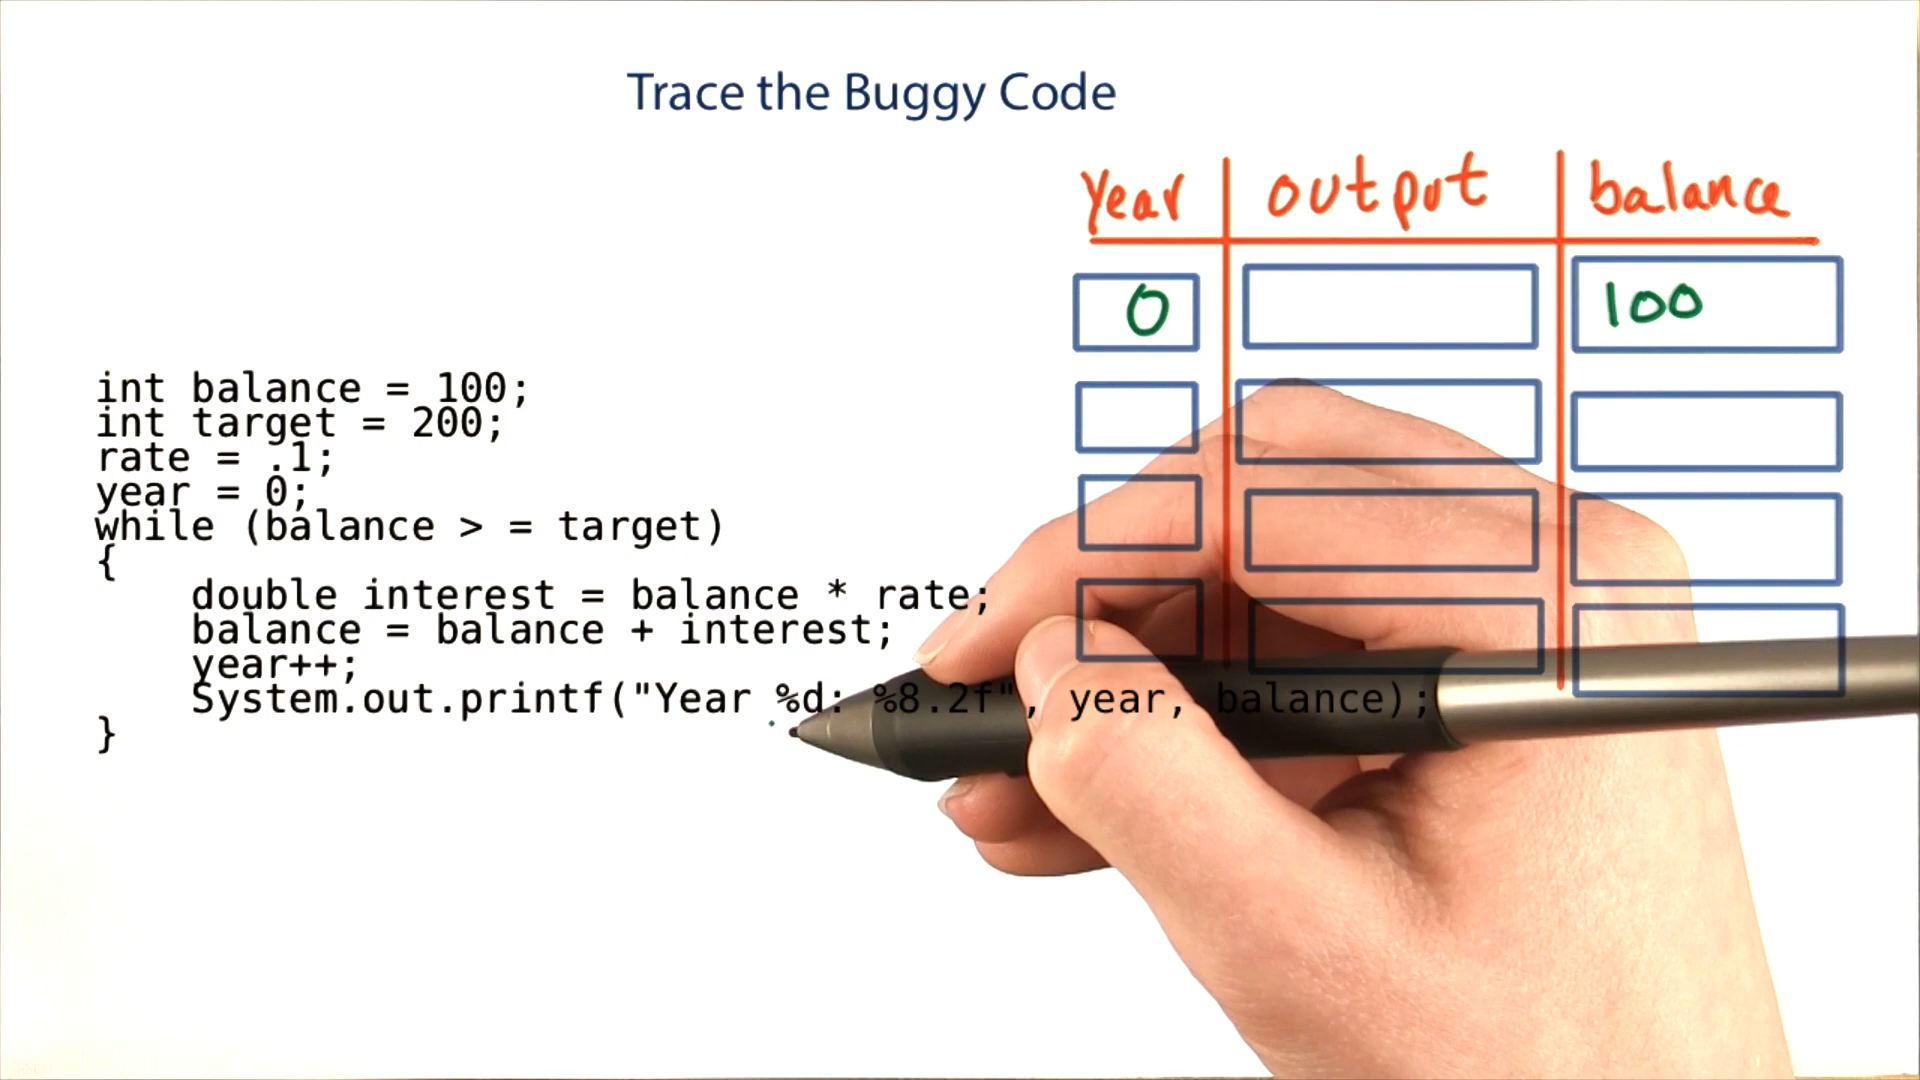 Trace the Buggy Code
year output balance
0 100
int balance = 100;
int target = 200;
rate = .1;
year = 0;
while (balance > = target)
{
double interest = balance * rate;
balance = balance + interest;
year++;
System.out.printf("Year %d: %8.2f", year, balance);
}